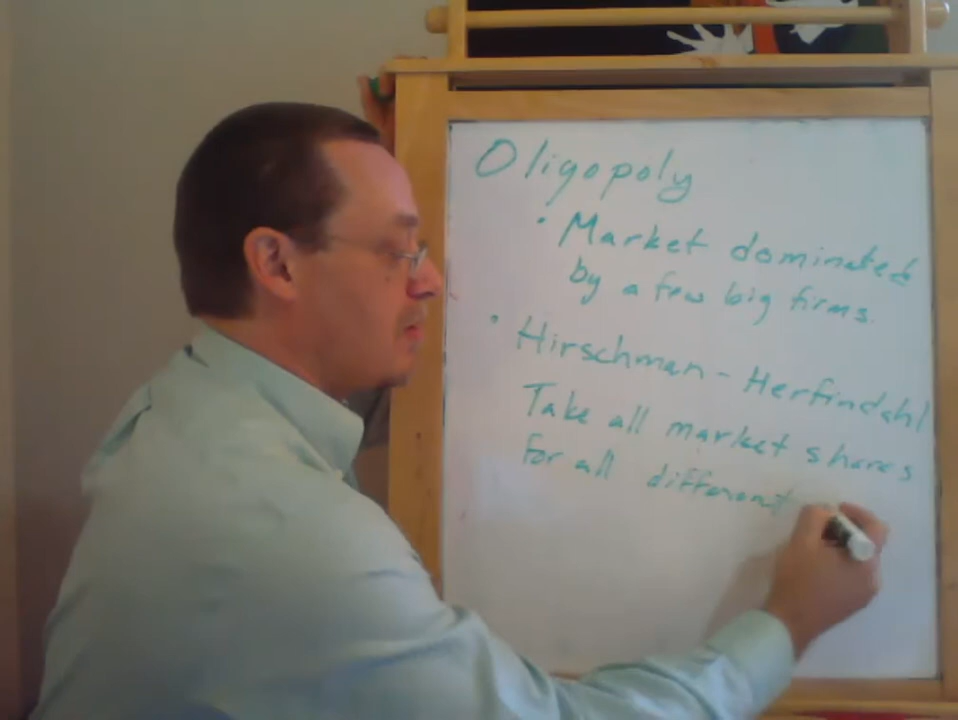 Oligopoly
• Market dominated
by a few big firms.
• Hirschman-Herfindahl
Take all market shares
for all different